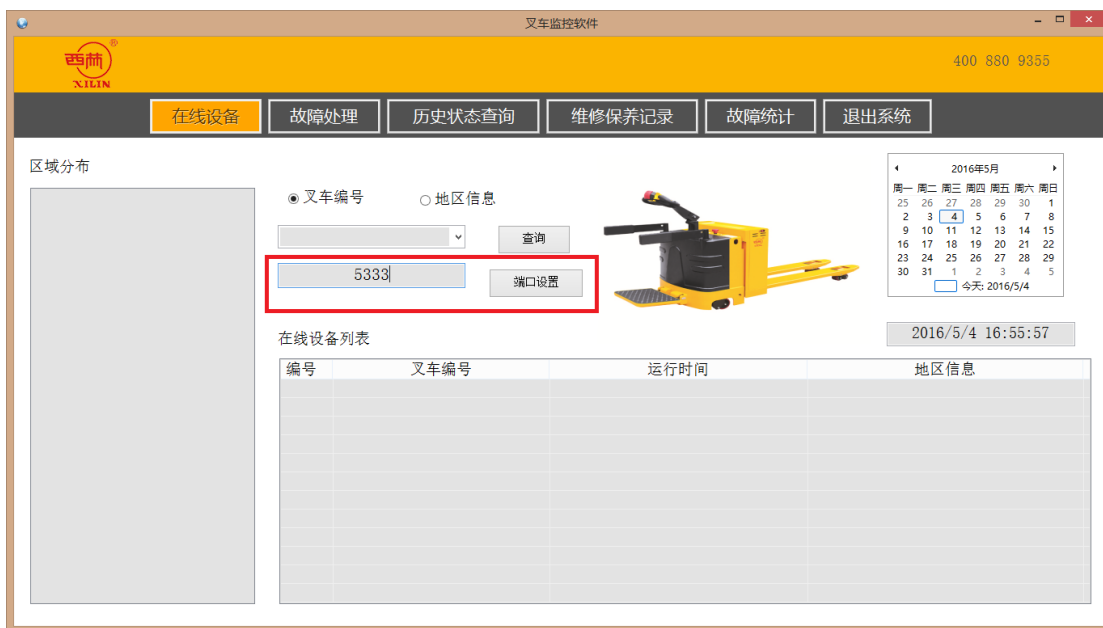 叉车监控软件
西林®
XILIN
400 880 9355
在线设备 故障处理 历史状态查询 维修保养记录 故障统计 退出系统
区域分布
叉车编号 地区信息
查询
5333 端口设置
2016年5月
周一 周二 周三 周四 周五 周六 周日
25 26 27 28 29 30 1
2 3 4 5 6 7 8
9 10 11 12 13 14 15
16 17 18 19 20 21 22
23 24 25 26 27 28 29
30 31 1 2 3 4 5
今天: 2016/5/4
2016/5/4 16:55:57
在线设备列表
编号 叉车编号 运行时间 地区信息